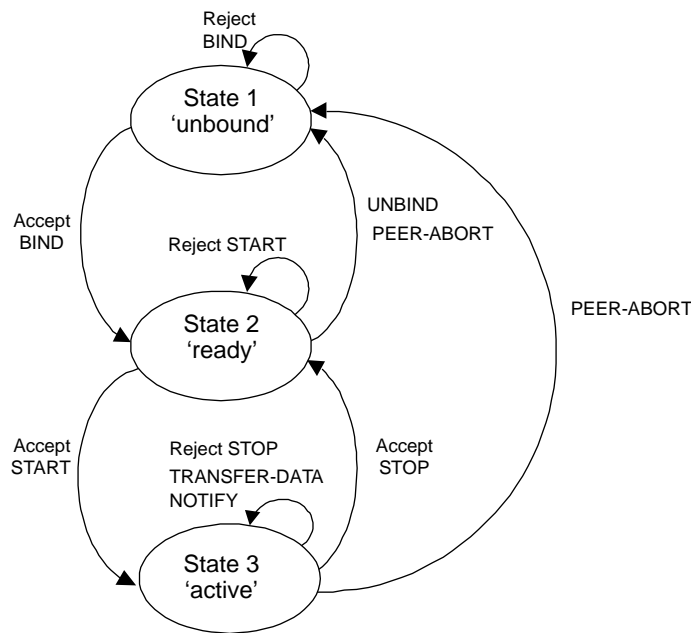 Reject
BIND
State 1
‘unbound’
Accept
BIND
UNBIND
PEER-ABORT
Reject START
PEER-ABORT
State 2
‘ready’
Accept
START
Reject STOP
TRANSFER-DATA
NOTIFY
Accept
STOP
State 3
‘active’